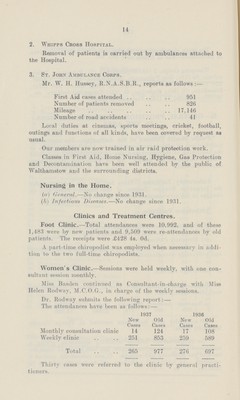 14
2. Whipps Cross Hospital.
Removal of patients is carried out by ambulances attached to
the Hospital.
3. St. John Ambulance Corps.
Mr. W. H. Hussey, R.N.A.S.B.R., reports as follows :—
First Aid cases attended .. .. .. 951
Number of patients removed .. .. 826
Mileage .. .. .. .. 17,146
Number of road accidents .. .. 41
Local duties at cinemas, sports meetings, cricket, football,
outings and functions of all kinds, have been covered by request as
usual.
Our members are now trained in air raid protection work.
Classes in First Aid, Home Nursing, Hygiene, Gas Protection
and Decontamination have been well attended by the public of
Walthamstow and the surrounding districts.
Nursing in the Home.
(a) General.—No change since 1931.
(b) Infectious Disease.—No change since 1931.
Clinics and Treatment Centres.
Foot Clinic.—Total attendances were 10,992, and of these
1,483 were by new patients and 9,509 were re-attendances by old
patients. The receipts were £428 0s. 0d.
A part-time chiropodist was employed when necessary in addi-
tion to the two full-time chiropodists.
Women's Clinic.—Sessions were held weekly, with one con-
sultant session monthly.
Miss Beaden continued as Consultant-in-charge with Miss
Helen Rodway, M.C.O.G., in charge of the weekly sessions.
Dr. Rodway submits the following report:—
The attendances have been as follows:—
1937 1936
New Old New Old
Cases Cases Cases Cases
Monthly consultation clinic 14 124 17 108
Weekly clinic .. .. 251 853 259 589
Total .. .. 265 977 276 697
Thirty cases were referred to the clinic by general practi-
tioners.